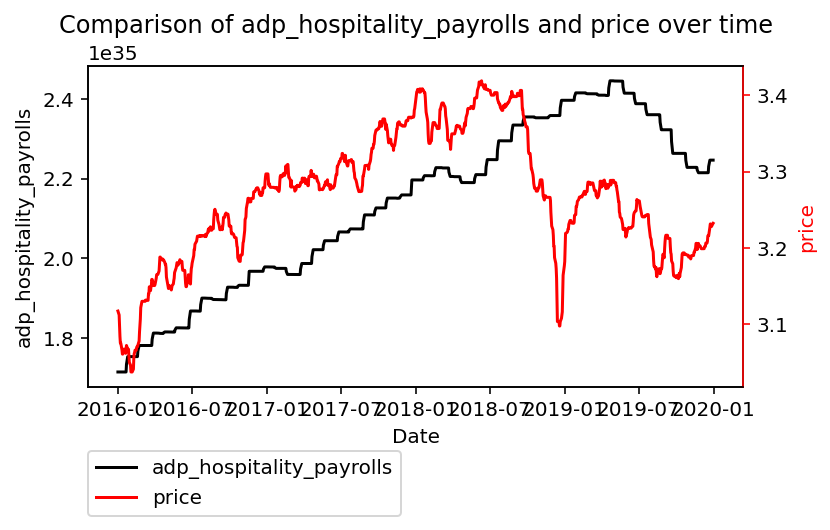 Comparison of adp_hospitality_payrolls and price over time
1e35
2.4
2.2
2.0
1.8
adp_hospitality_payrolls
3.4
3.3
3.2
3.1
price
2016-01 2016-07 2017-01 2017-07 2018-01 2018-07 2019-01 2019-07 2020-01
Date
adp_hospitality_payrolls
price